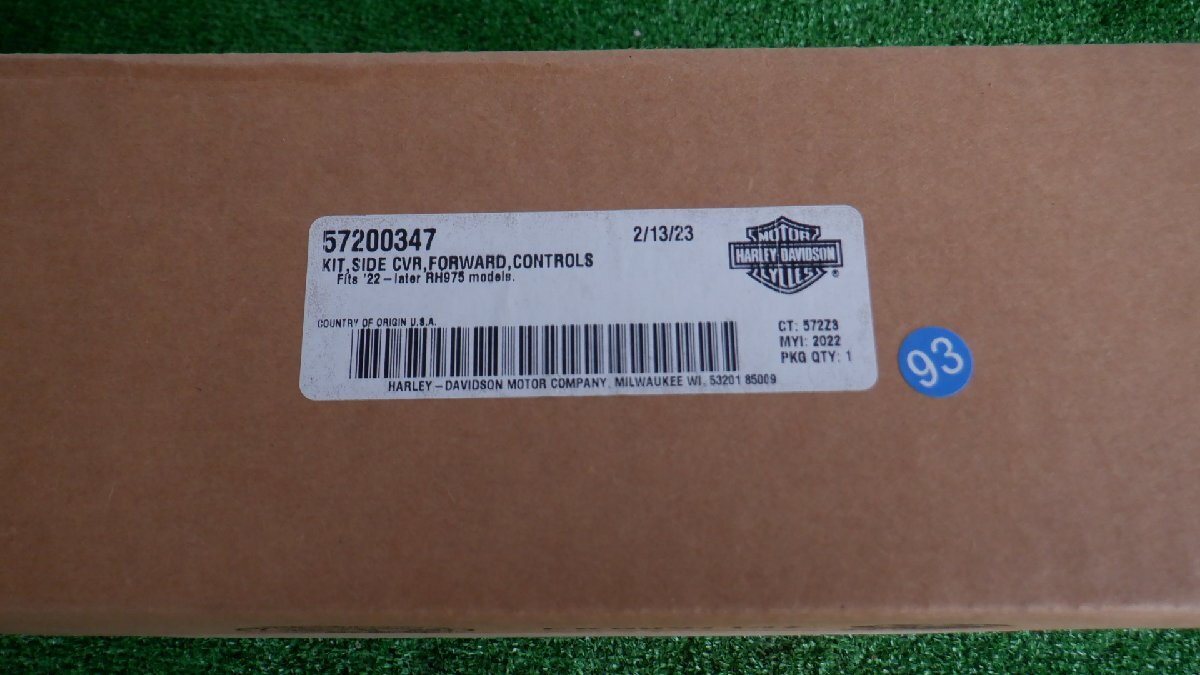 57200347
2/13/23
KIT,SIDE CVR,FORWARD,CONTROLS
Fits '22-later RH975 models.
MOTOR
HARLEY-DAVIDSON
CYCLES
®
COUNTRY OF ORIGIN U.S.A.
CT: 572Z3
MYI: 2022
PKG QTY: 1
HARLEY-DAVIDSON MOTOR COMPANY, MILWAUKEE WI, 53201 85009
93